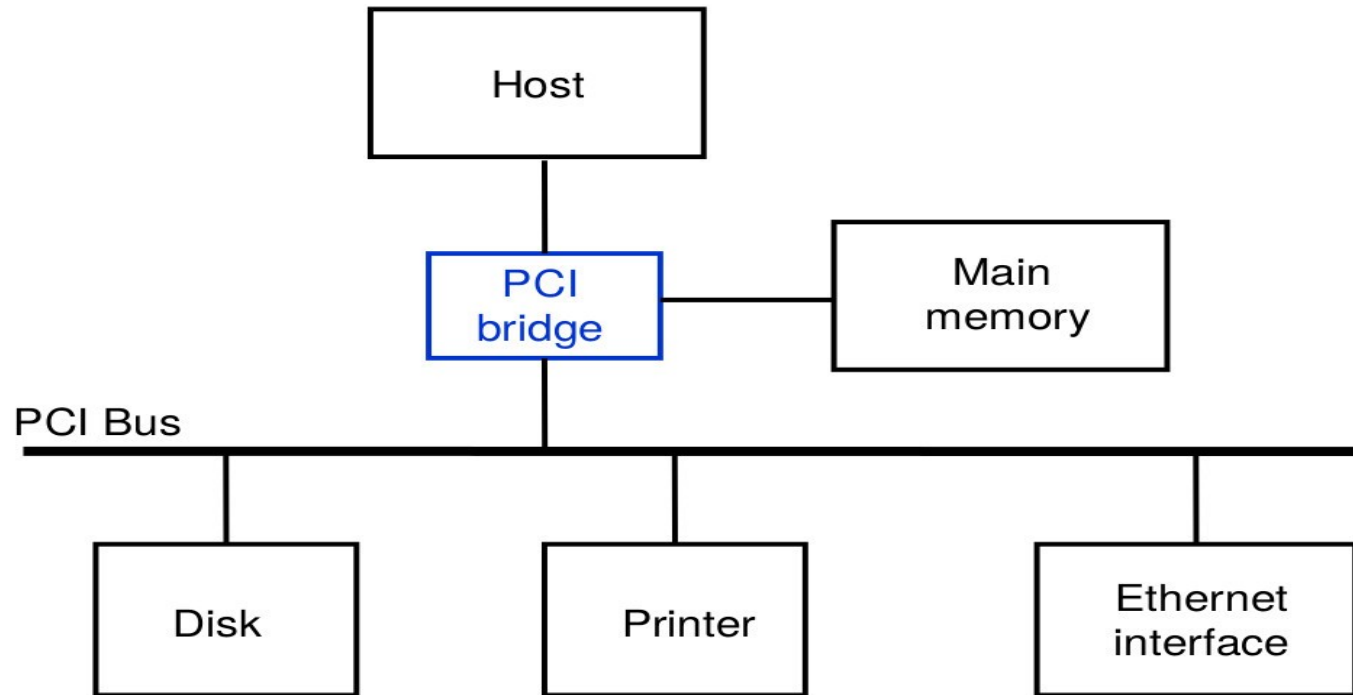 Host
PCI
bridge
Main
memory
PCI Bus
Disk
Printer
Ethernet
interface